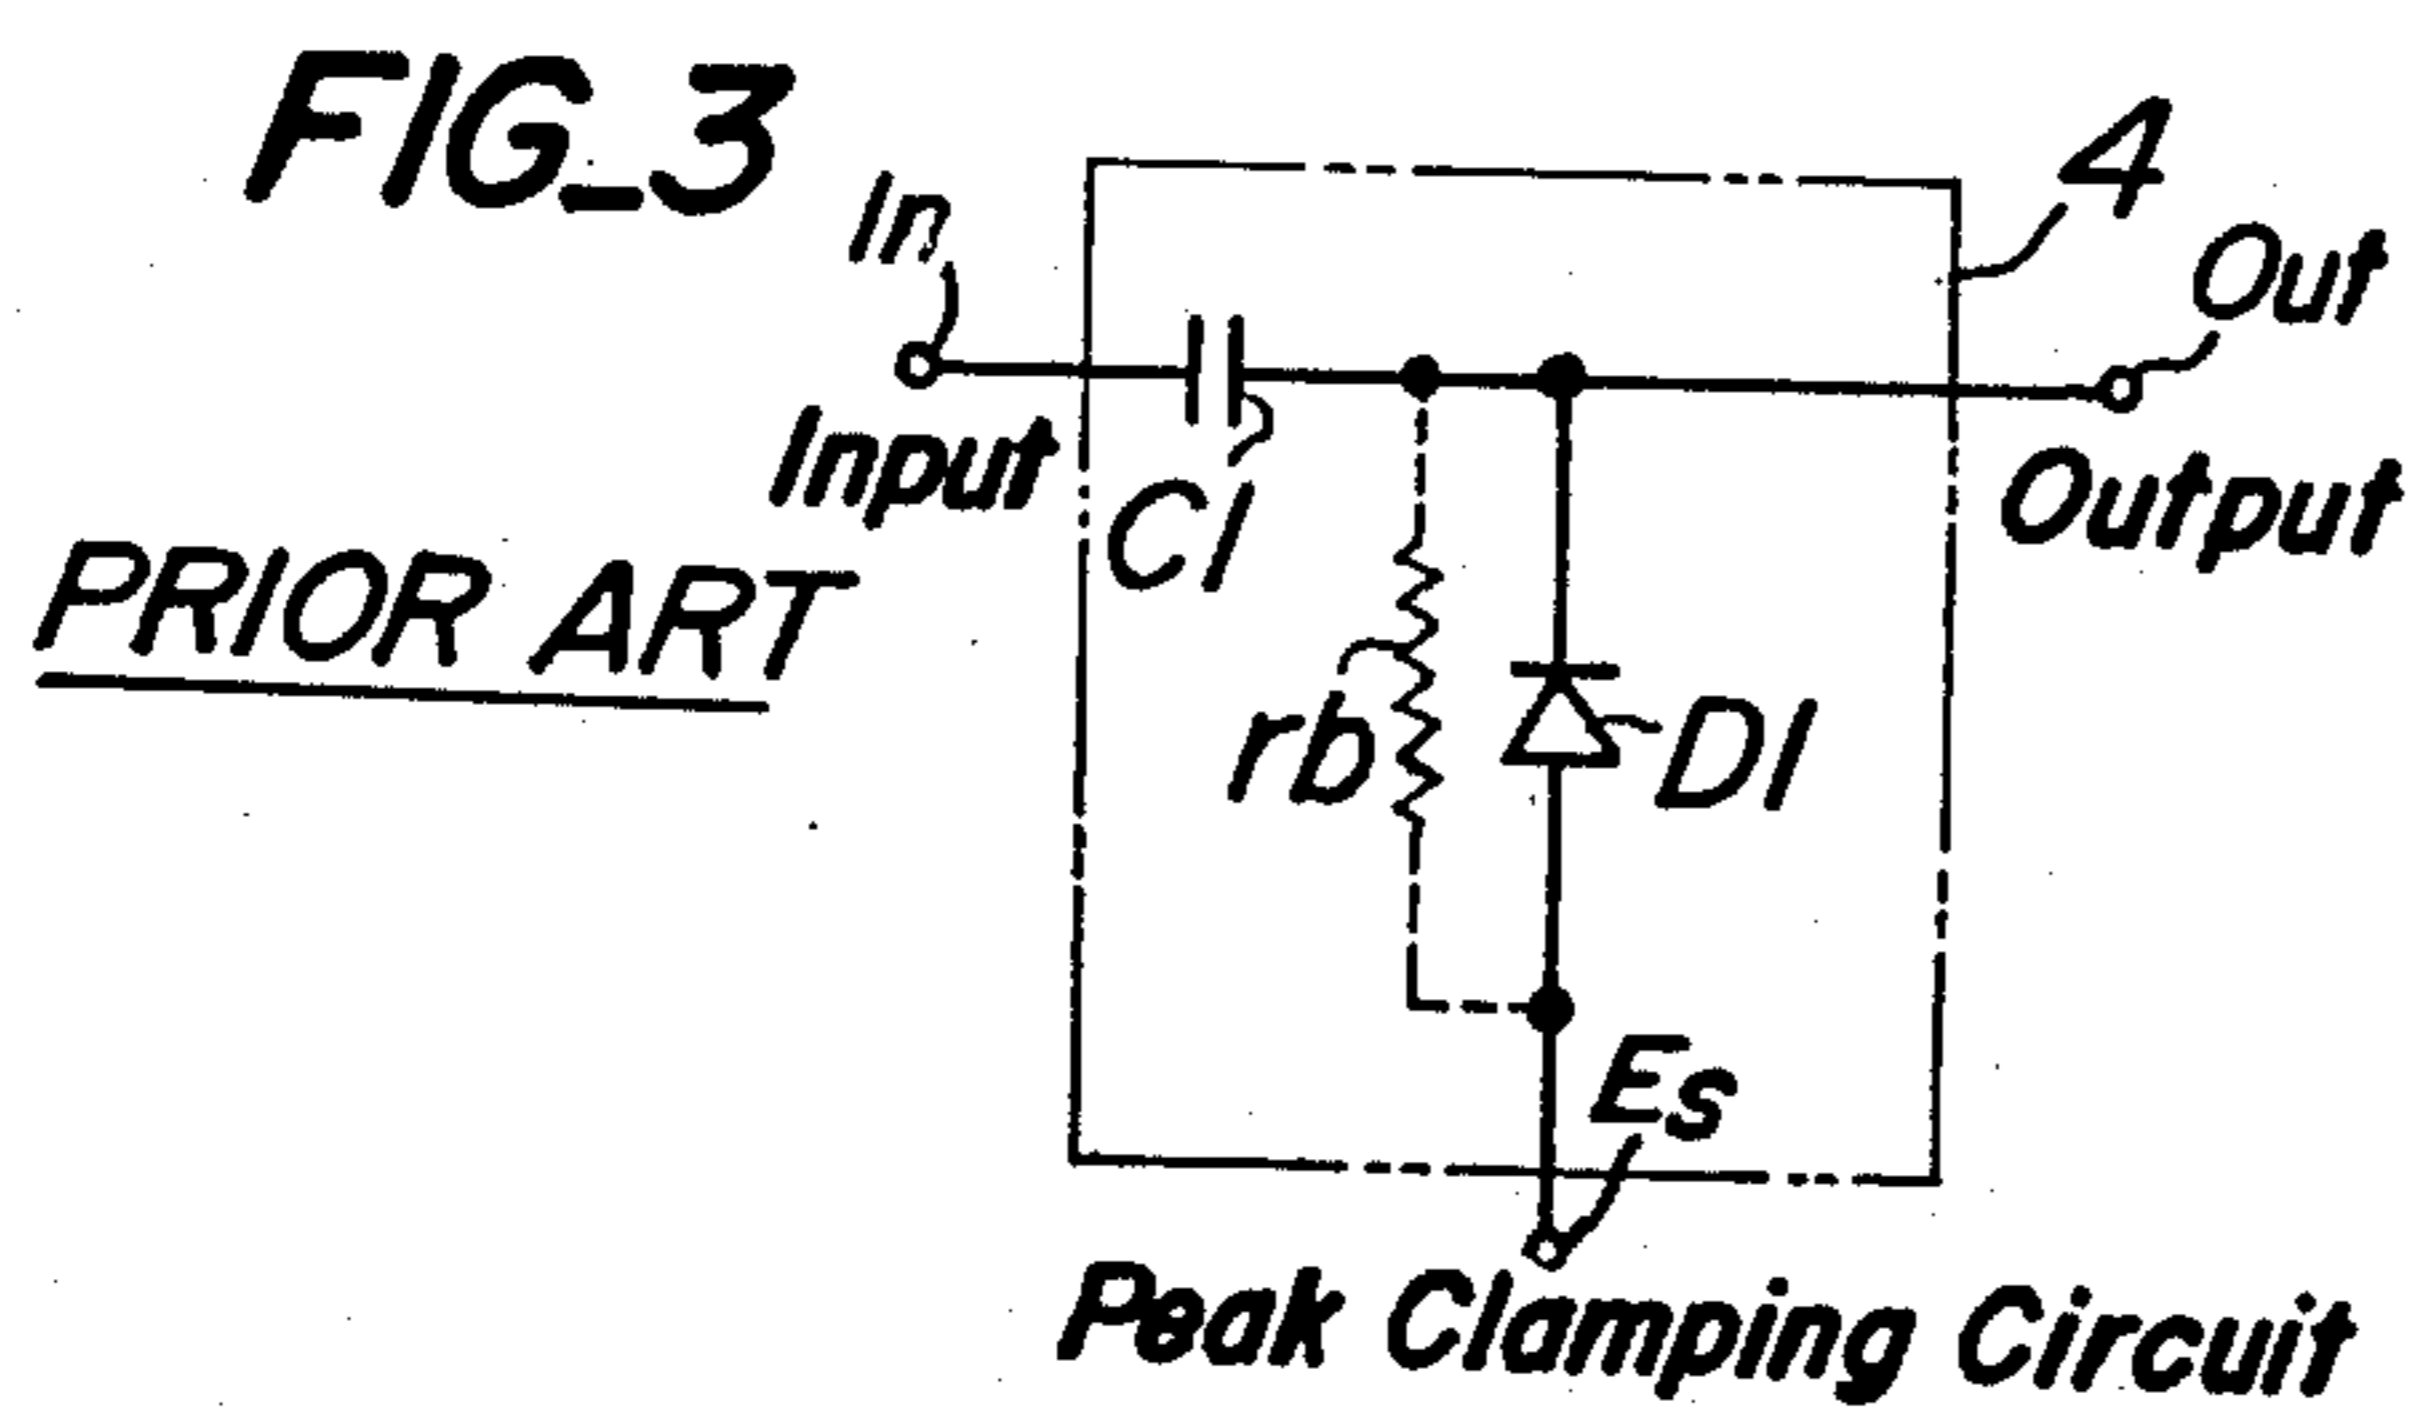 FIG_3
In
4
Out
Input
Output
C1
PRIOR ART
rb
D1
Es
Peak Clamping Circuit